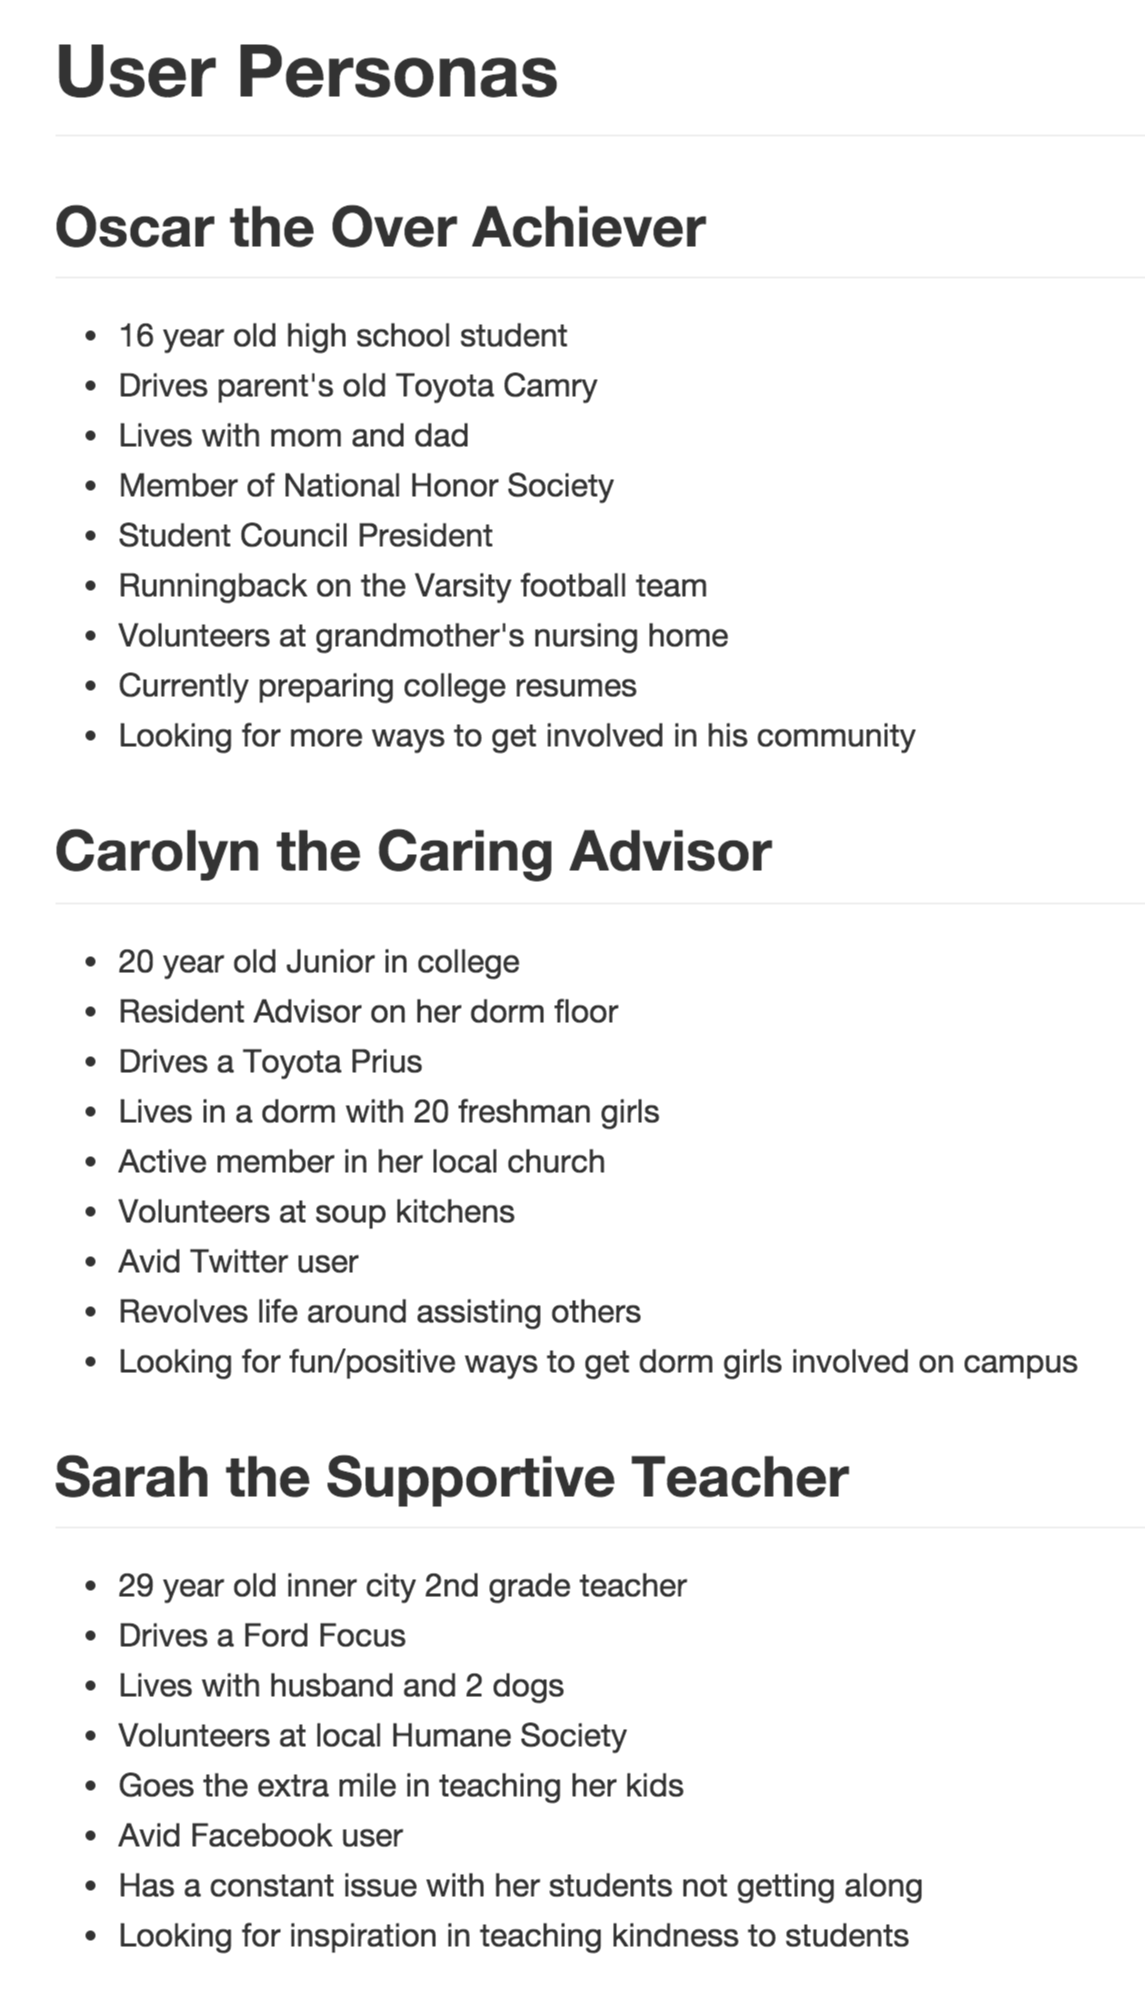 User Personas
Oscar the Over Achiever
• 16 year old high school student
• Drives parent's old Toyota Camry
• Lives with mom and dad
• Member of National Honor Society
• Student Council President
• Runningback on the Varsity football team
• Volunteers at grandmother's nursing home
• Currently preparing college resumes
• Looking for more ways to get involved in his community
Carolyn the Caring Advisor
• 20 year old Junior in college
• Resident Advisor on her dorm floor
• Drives a Toyota Prius
• Lives in a dorm with 20 freshman girls
• Active member in her local church
• Volunteers at soup kitchens
• Avid Twitter user
• Revolves life around assisting others
• Looking for fun/positive ways to get dorm girls involved on campus
Sarah the Supportive Teacher
• 29 year old inner city 2nd grade teacher
• Drives a Ford Focus
• Lives with husband and 2 dogs
• Volunteers at local Humane Society
• Goes the extra mile in teaching her kids
• Avid Facebook user
• Has a constant issue with her students not getting along
• Looking for inspiration in teaching kindness to students